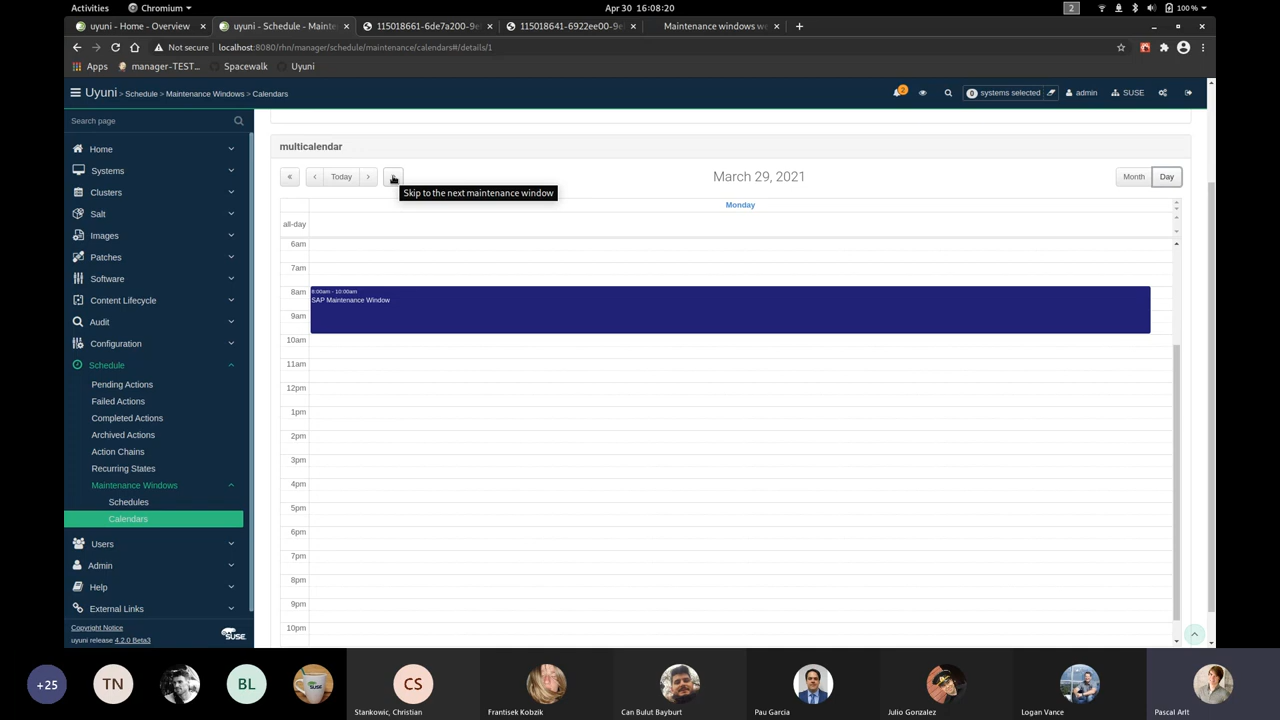 Activities
Chromium
Apr 30 16:08:20
2
100 %
uyuni - Home - Overview
uyuni - Schedule - Mainte
115018661-6de7a200-9e
115018641-6922ee00-9e
Maintenance windows w
Not secure
localhost:8080/rhn/manager/schedule/maintenance/calendars#/details/1
Apps
manager-TEST...
Spacewalk
Uyuni
Uyuni > Schedule > Maintenance Windows > Calendars
2
0 systems selected
admin
SUSE
Search page
Home
Systems
Clusters
Salt
Images
Patches
Software
Content Lifecycle
Audit
Configuration
Schedule
Pending Actions
Failed Actions
Completed Actions
Archived Actions
Action Chains
Recurring States
Maintenance Windows
Schedules
Calendars
Users
Admin
Help
External Links
Copyright Notice
uyuni release 4.2.0 Beta3
SUSE
multicalendar
« ‹ Today ›
March 29, 2021
Month
Day
Skip to the next maintenance window
Monday
all-day
6am
7am
8am
8:00am - 10:00am
SAP Maintenance Window
9am
10am
11am
12pm
1pm
2pm
3pm
4pm
5pm
6pm
7pm
8pm
9pm
10pm
+25
TN
BL
SUSE
CS
Stankovic, Christian
Frantisek Kobzik
Can Bulut Bayburt
Pau Garcia
Julio Gonzalez
Logan Vance
Pascal Arlt